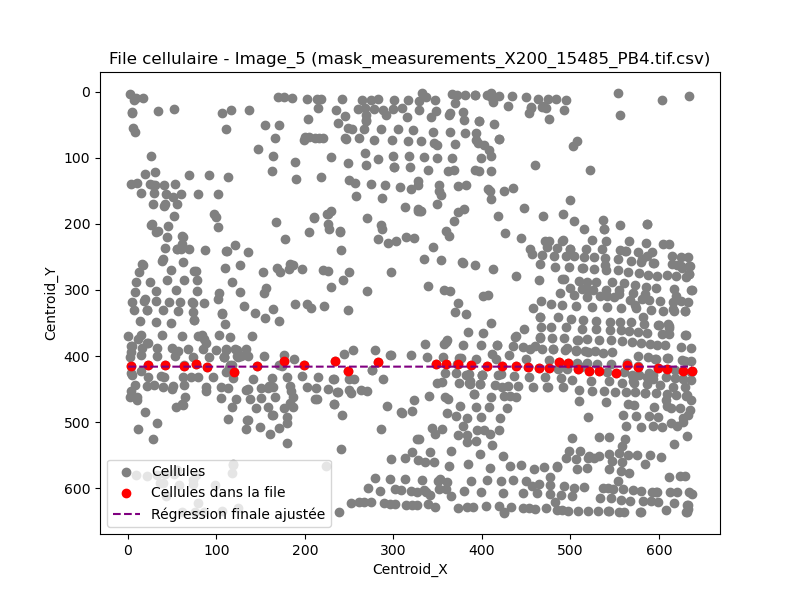 File cellulaire - Image_5 (mask_measurements_X200_15485_PB4.tif.csv)
0
100
200
300
400
500
600
Centroid_Y
Cellules
Cellules dans la file
Régression finale ajustée
0 100 200 300 400 500 600
Centroid_X